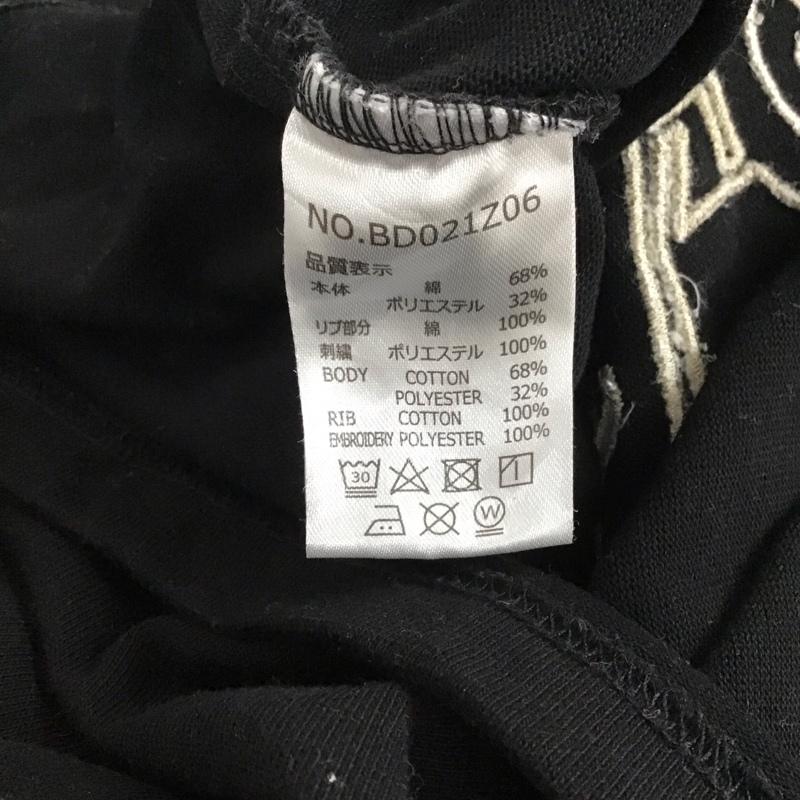 NO.BD021Z06
品質表示
本体 綿 68%
ポリエステル 32%
リブ部分 綿 100%
刺繍 ポリエステル 100%
BODY COTTON 68%
POLYESTER 32%
RIB COTTON 100%
EMBROIDERY POLYESTER 100%
30
W